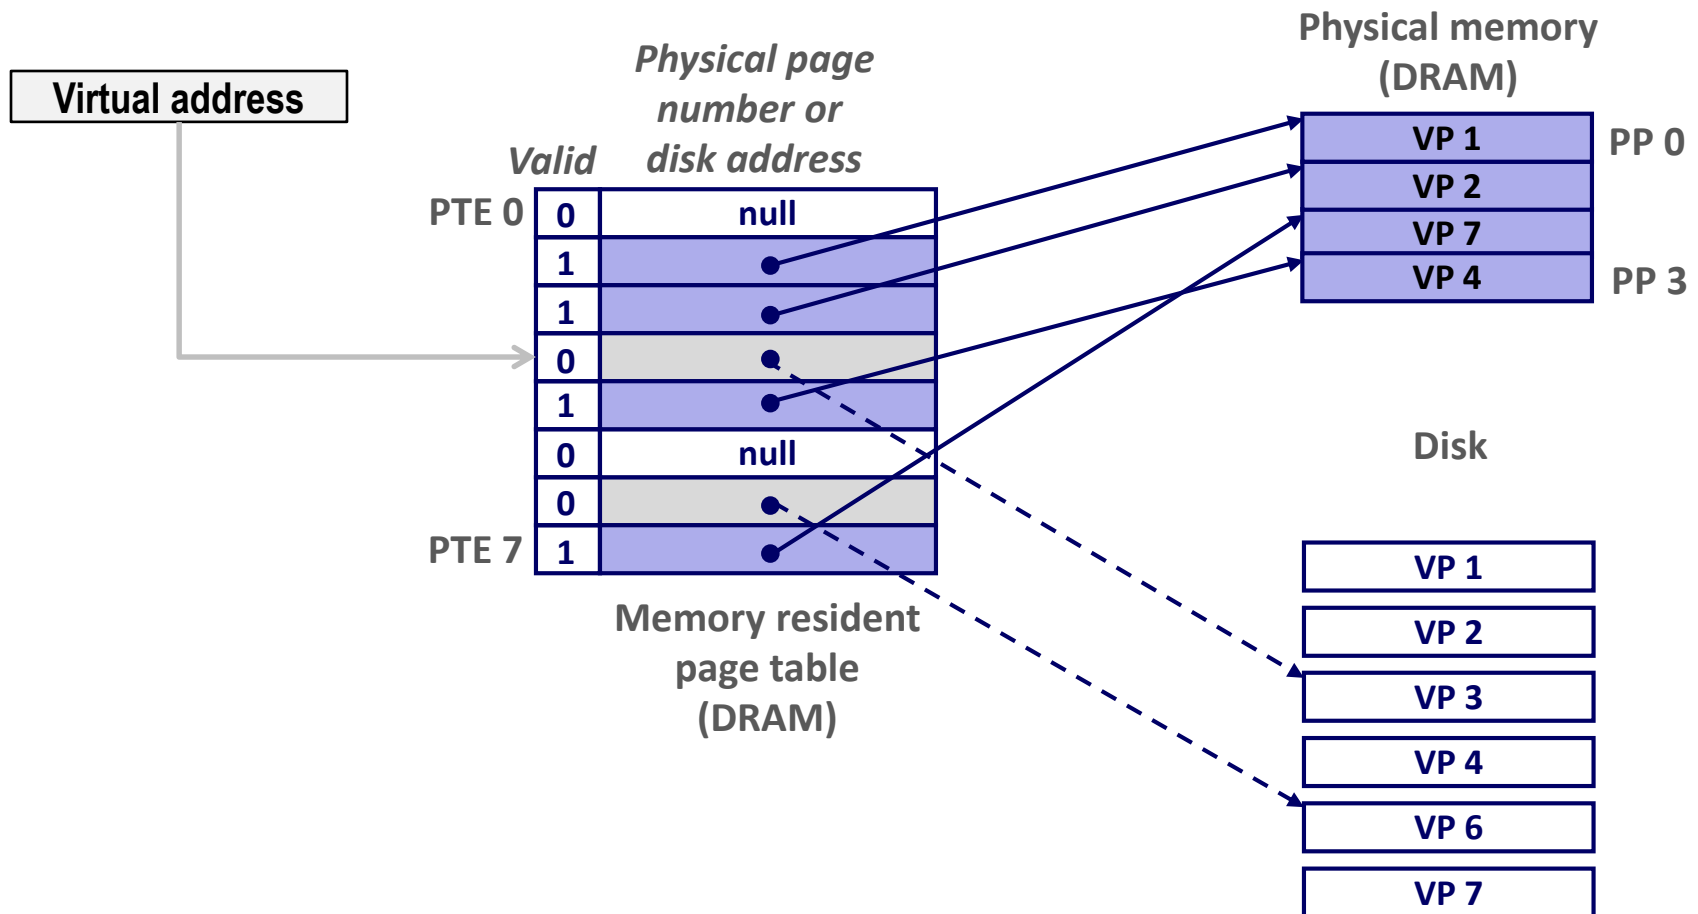 Virtual address
Physical page
number or
disk address
Valid
PTE 0
0
null
1
1
0
1
0
null
0
PTE 7
1
Memory resident
page table
(DRAM)
Physical memory
(DRAM)
VP 1
PP 0
VP 2
VP 7
VP 4
PP 3
Disk
VP 1
VP 2
VP 3
VP 4
VP 6
VP 7